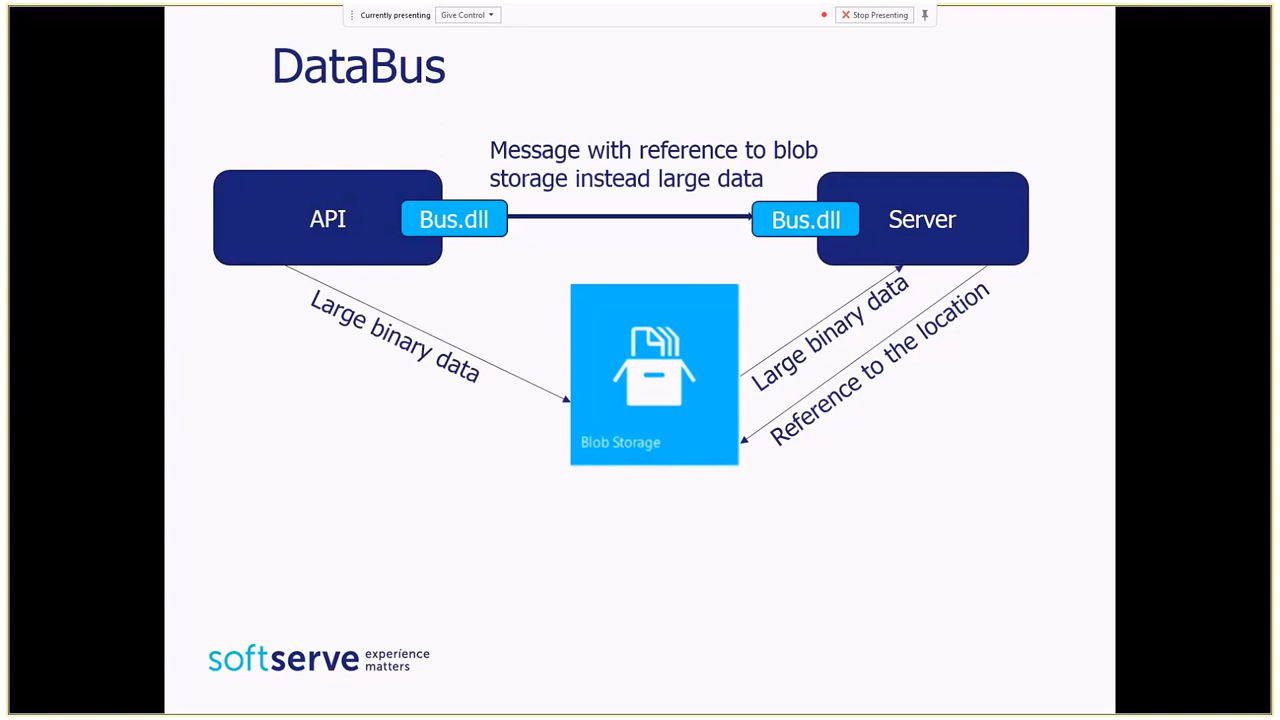 Currently presenting
Give Control
Stop Presenting
DataBus
Message with reference to blob
storage instead large data
API
Bus.dll
Bus.dll
Server
Large binary data
Large binary data
Reference to the location
Blob Storage
softserve
experience
matters